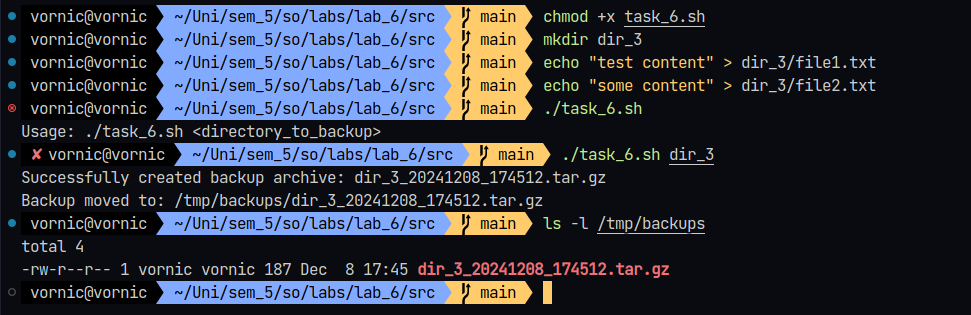 vornic@vornic ~/Uni/sem_5/so/labs/lab_6/src main chmod +x task_6.sh
vornic@vornic ~/Uni/sem_5/so/labs/lab_6/src main mkdir dir_3
vornic@vornic ~/Uni/sem_5/so/labs/lab_6/src main echo "test content" > dir_3/file1.txt
vornic@vornic ~/Uni/sem_5/so/labs/lab_6/src main echo "some content" > dir_3/file2.txt
vornic@vornic ~/Uni/sem_5/so/labs/lab_6/src main ./task_6.sh
Usage: ./task_6.sh <directory_to_backup>
✘ vornic@vornic ~/Uni/sem_5/so/labs/lab_6/src main ./task_6.sh dir_3
Successfully created backup archive: dir_3_20241208_174512.tar.gz
Backup moved to: /tmp/backups/dir_3_20241208_174512.tar.gz
vornic@vornic ~/Uni/sem_5/so/labs/lab_6/src main ls -l /tmp/backups
total 4
-rw-r--r-- 1 vornic vornic 187 Dec  8 17:45 dir_3_20241208_174512.tar.gz
vornic@vornic ~/Uni/sem_5/so/labs/lab_6/src main